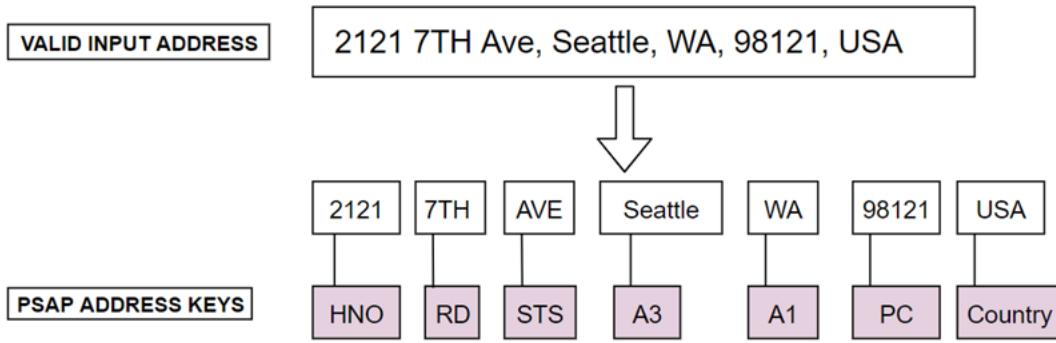 VALID INPUT ADDRESS
2121 7TH Ave, Seattle, WA, 98121, USA
2121 7TH AVE Seattle WA 98121 USA
PSAP ADDRESS KEYS
HNO RD STS A3 A1 PC Country